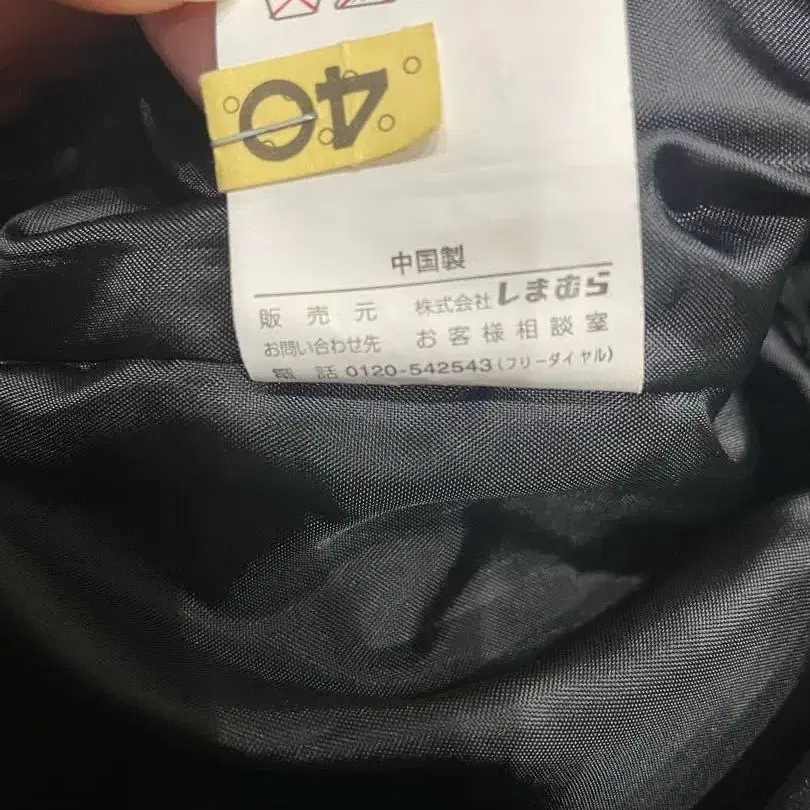 40
中国製
販売元 株式会社しまむら
お問い合わせ先 お客様相談室
電話 0120-542543(フリーダイヤル)